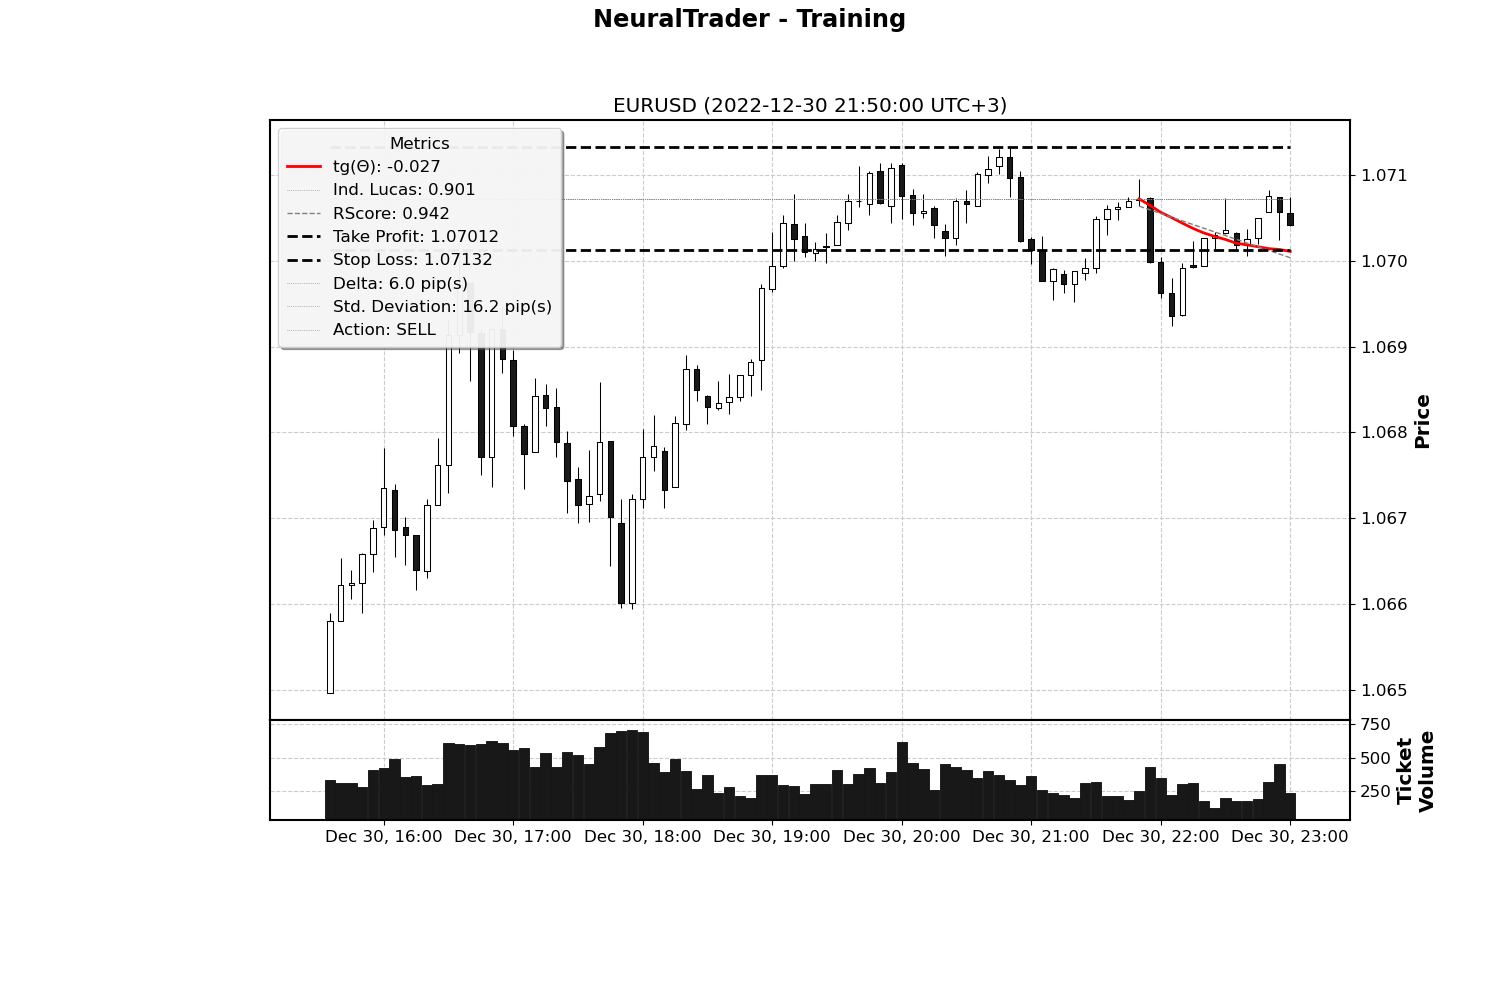 NeuralTrader - Training
EURUSD (2022-12-30 21:50:00 UTC+3)
Metrics
tg(Θ): -0.027
Ind. Lucas: 0.901
RScore: 0.942
Take Profit: 1.07012
Stop Loss: 1.07132
Delta: 6.0 pip(s)
Std. Deviation: 16.2 pip(s)
Action: SELL
1.071
1.070
1.069
1.068
1.067
1.066
1.065
Price
750
500
250
Ticket
Volume
Dec 30, 16:00 Dec 30, 17:00 Dec 30, 18:00 Dec 30, 19:00 Dec 30, 20:00 Dec 30, 21:00 Dec 30, 22:00 Dec 30, 23:00